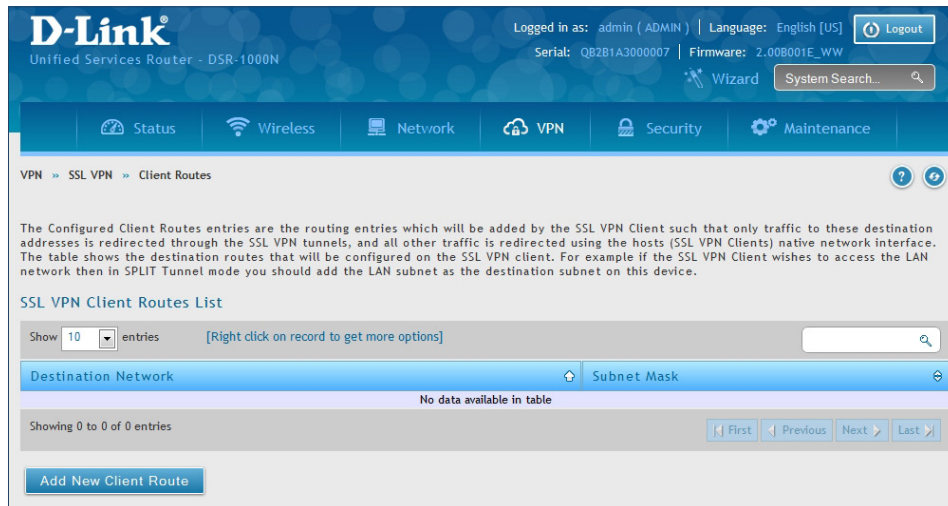 D-Link®
Unified Services Router - DSR-1000N
Logged in as: admin ( ADMIN ) | Language: English [US]
Logout
Serial: QB2B1A3000007 | Firmware: 2.00B001E_WW
Wizard
System Search...
Status
Wireless
Network
VPN
Security
Maintenance
VPN » SSL VPN » Client Routes
The Configured Client Routes entries are the routing entries which will be added by the SSL VPN Client such that only traffic to these destination
addresses is redirected through the SSL VPN tunnels, and all other traffic is redirected using the hosts (SSL VPN Clients) native network interface.
The table shows the destination routes that will be configured on the SSL VPN client. For example if the SSL VPN Client wishes to access the LAN
network then in SPLIT Tunnel mode you should add the LAN subnet as the destination subnet on this device.
SSL VPN Client Routes List
Show 10 entries [Right click on record to get more options]
Destination Network Subnet Mask
No data available in table
Showing 0 to 0 of 0 entries
First Previous Next Last
Add New Client Route